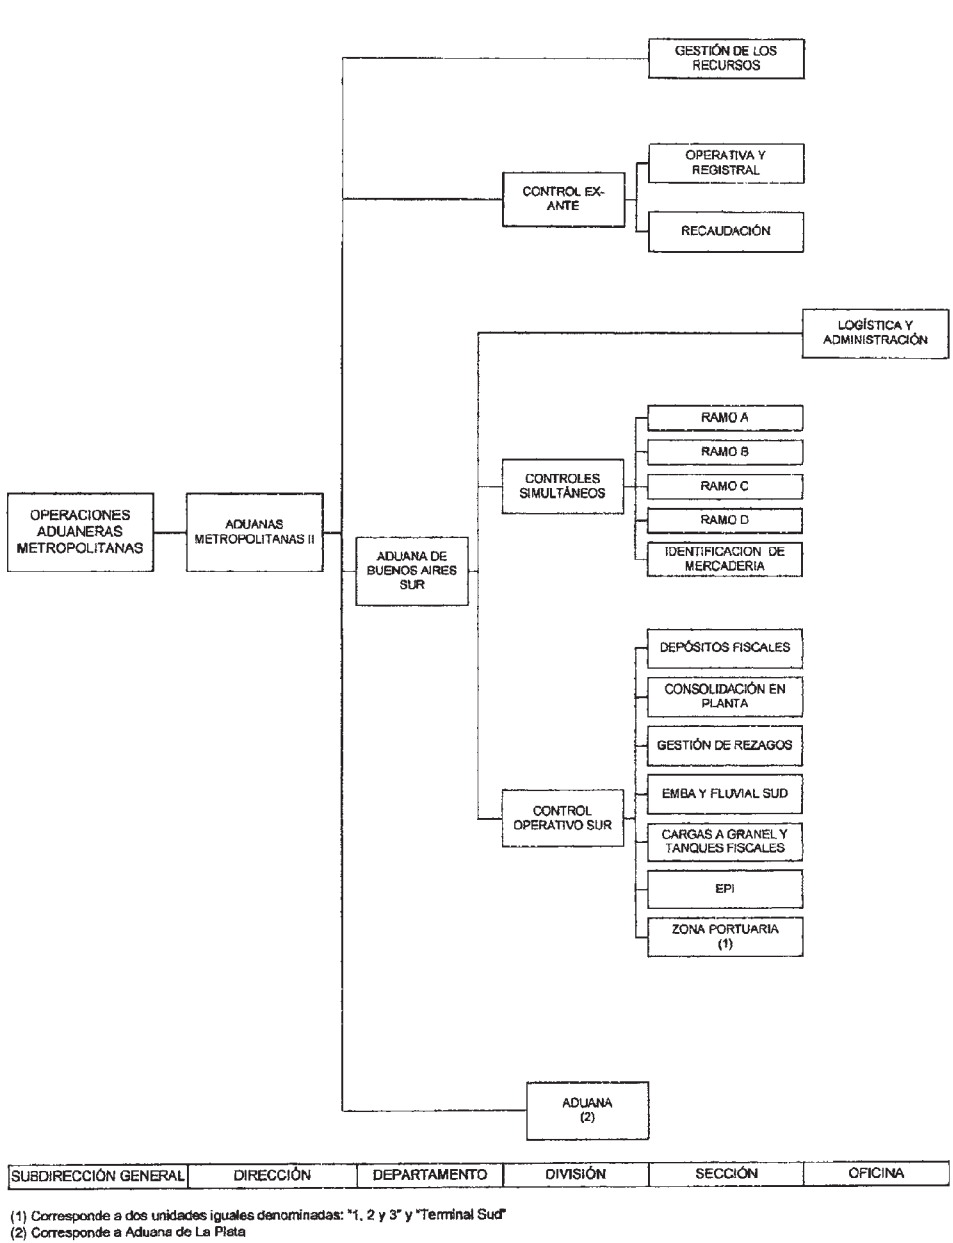 GESTIÓN DE LOS
RECURSOS
OPERATIVA Y
REGISTRAL
CONTROL EX-
ANTE
RECAUDACIÓN
LOGÍSTICA Y
ADMINISTRACIÓN
RAMO A
RAMO B
CONTROLES
SIMULTÁNEOS
RAMO C
RAMO D
IDENTIFICACION DE
MERCADERIA
OPERACIONES
ADUANERAS
METROPOLITANAS
ADUANAS
METROPOLITANAS II
ADUANA DE
BUENOS AIRES
SUR
DEPÓSITOS FISCALES
CONSOLIDACIÓN EN
PLANTA
GESTIÓN DE REZAGOS
EMBA Y FLUVIAL SUD
CONTROL
OPERATIVO SUR
CARGAS A GRANEL Y
TANQUES FISCALES
EPI
ZONA PORTUARIA
(1)
ADUANA
(2)
SUBDIRECCIÓN GENERAL DIRECCIÓN DEPARTAMENTO DIVISIÓN SECCIÓN OFICINA
(1) Corresponde a dos unidades iguales denominadas: "1, 2 y 3" y "Terminal Sud"
(2) Corresponde a Aduana de La Plata